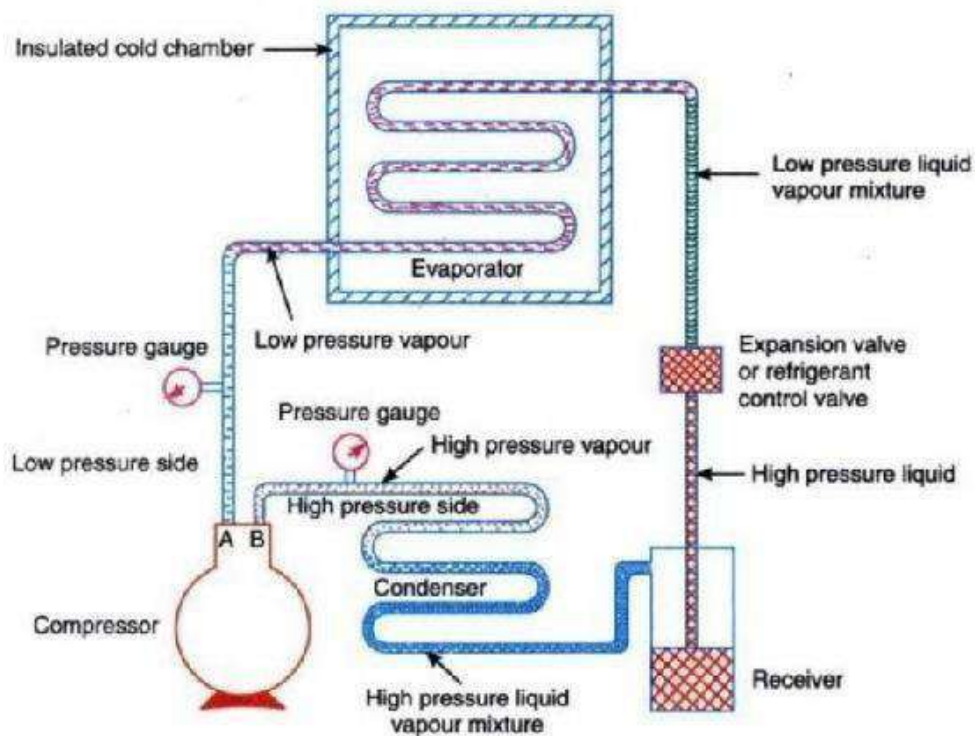 Insulated cold chamber
Low pressure liquid
vapour mixture
Evaporator
Low pressure vapour
Pressure gauge
Expansion valve
or refrigerant
control valve
Pressure gauge
High pressure vapour
Low pressure side
High pressure liquid
High pressure side
A B
Condenser
Compressor
Receiver
High pressure liquid
vapour mixture